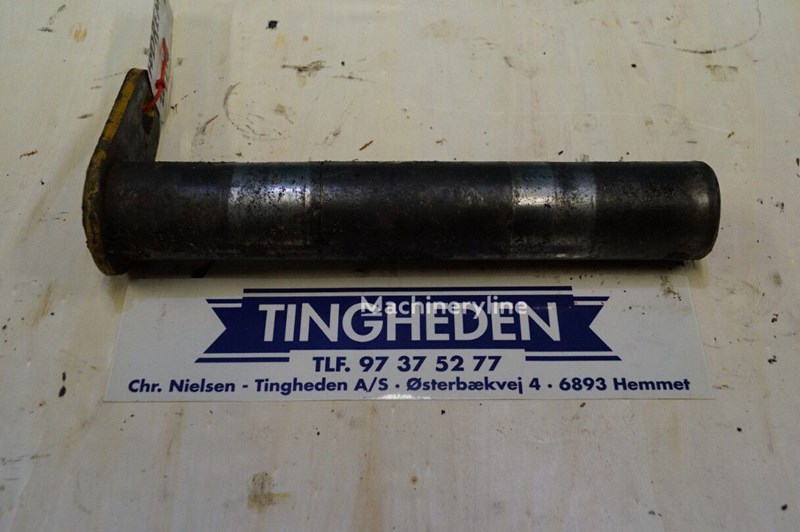 Machineryline
TINGHEDEN
TLF. 97 37 52 77
Chr. Nielsen - Tingheden A/S · Østerbækvej 4 · 6893 Hemmet